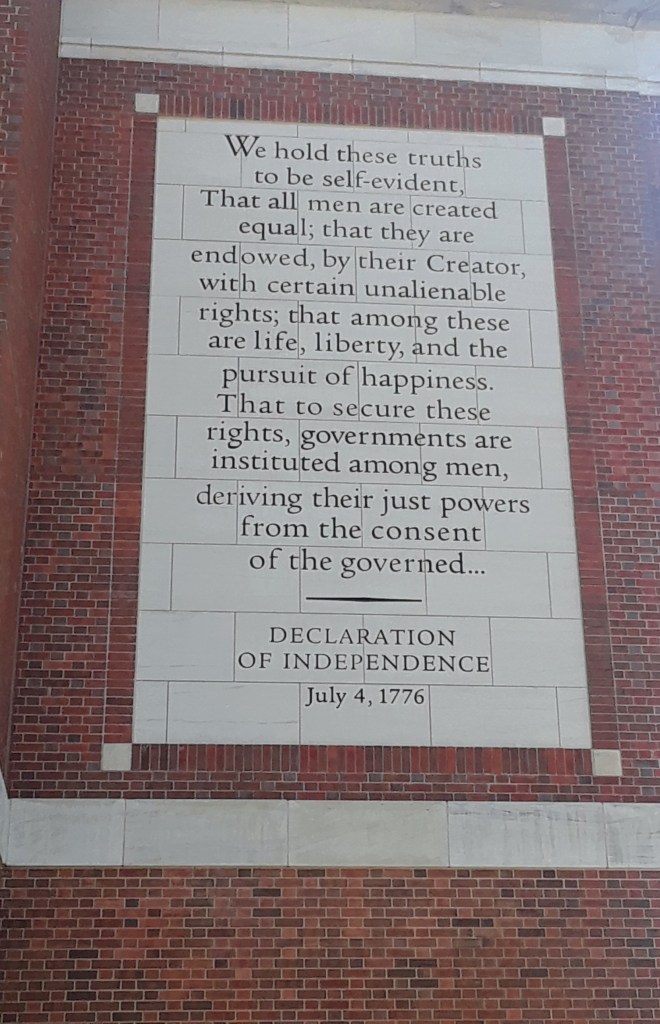 We hold these truths
to be self-evident,
That all men are created
equal; that they are
endowed, by their Creator,
with certain unalienable
rights; that among these
are life, liberty, and the
pursuit of happiness.
That to secure these
rights, governments are
instituted among men,
deriving their just powers
from the consent
of the governed...
DECLARATION
OF INDEPENDENCE
July 4, 1776